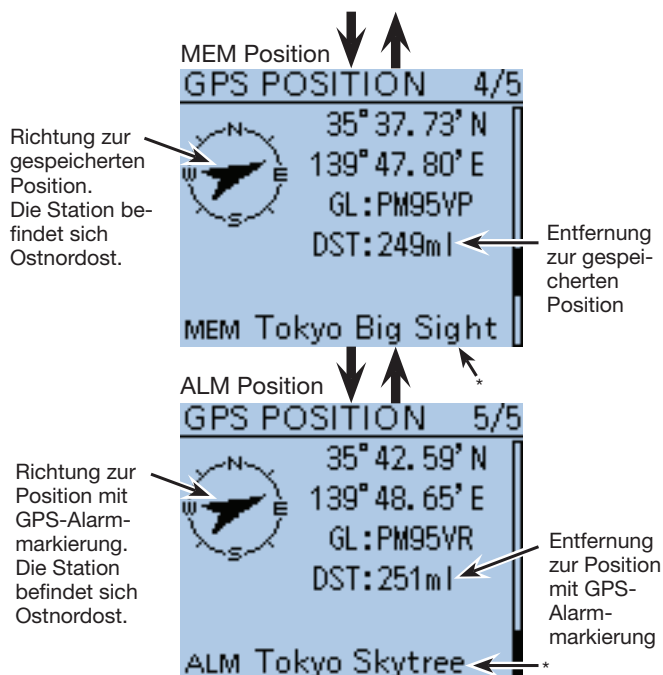 MEM Position
GPS POSITION 4/5
Richtung zur
gespeicherten
Position.
Die Station be-
findet sich
Ostnordost.
N
W E
S
35°37.73'N
139°47.80'E
GL:PM95VP
DST:249ml
Entfernung
zur gespei-
cherten
Position
MEM Tokyo Big Sight
*
ALM Position
GPS POSITION 5/5
Richtung zur
Position mit
GPS-Alarm-
markierung.
Die Station
befindet sich
Ostnordost.
N
W E
S
35°42.59'N
139°48.65'E
GL:PM95VR
DST:251ml
Entfernung
zur Position
mit GPS-
Alarm-
markierung
ALM Tokyo Skytree
*